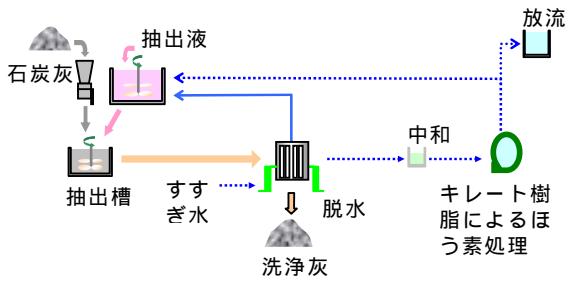 放流
抽出液
石炭灰
中和
抽出槽
すす
ぎ水
脱水
キレート樹
脂によるほ
う素処理
洗浄灰